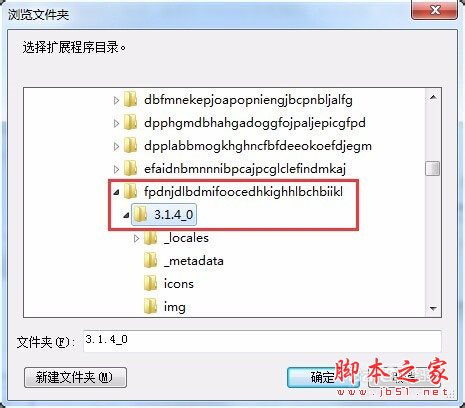 浏览文件夹
选择扩展程序目录。
dbfmnekepjoapopniengjbcpnbljalfg
dpphgmdbhahgadoggfojpaljepicgfpd
dpplabbmogkhghncfbfdeeokoefdjegm
efaidnbmnnnibpcajpcglclefindmkaj
fpdnjdlbdmifoocedhkighhlbchbiikl
3.1.4_0
_locales
_metadata
icons
img
文件夹(F): 3.1.4_0
新建文件夹(M) 确定
脚本之家
www.jb51.net